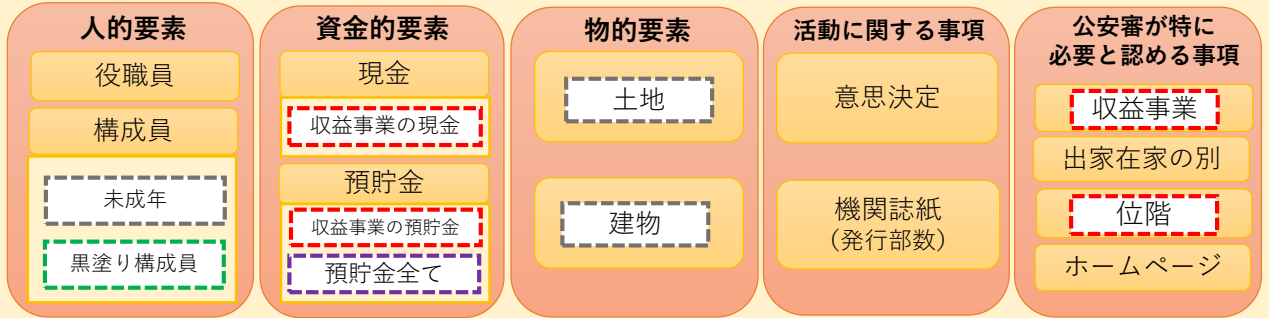 人的要素
役職員
構成員
未成年
黒塗り構成員
資金的要素
現金
収益事業の現金
預貯金
収益事業の預貯金
預貯金全て
物的要素
土地
建物
活動に関する事項
意思決定
機関誌紙
（発行部数）
公安審が特に
必要と認める事項
収益事業
出家在家の別
位階
ホームページ